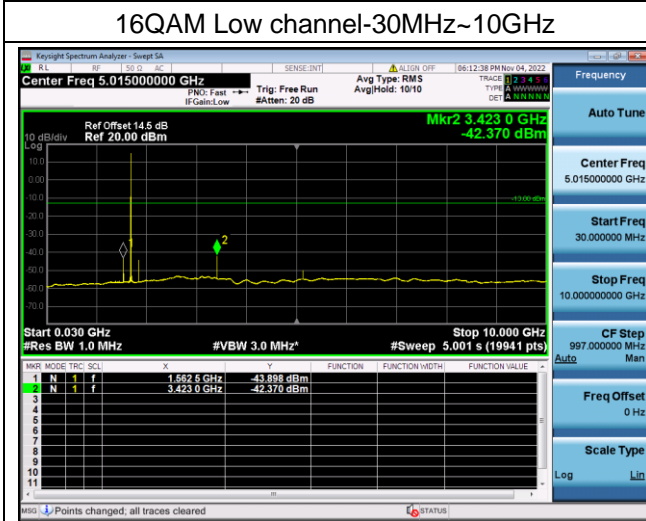 16QAM Low channel-30MHz~10GHz
Keysight Spectrum Analyzer - Swept SA
RL RF 50 Ω AC SENSE:INT ALIGN OFF 06:12:38 PM Nov 04, 2022
Center Freq 5.015000000 GHz
PNO: Fast Trig: Free Run
IFGain:Low #Atten: 20 dB
Avg Type: RMS
Avg|Hold: 10/10
TRACE 1 2 3 4 5 6
TYPE A WWWWW
DET A N N N N N
Mkr2 3.423 0 GHz
-42.370 dBm
Ref Offset 14.5 dB
10 dB/div Ref 20.00 dBm
Log
10.0
0.00
-10.0
-13.00 dBm
-20.0
-30.0
-40.0
-50.0
-60.0
-70.0
1
2
Start 0.030 GHz Stop 10.000 GHz
#Res BW 1.0 MHz #VBW 3.0 MHz* #Sweep 5.001 s (19941 pts)
MKR MODE TRC SCL X Y FUNCTION FUNCTION WIDTH FUNCTION VALUE
1 N 1 f 1.562 5 GHz -43.898 dBm
2 N 1 f 3.423 0 GHz -42.370 dBm
3
4
5
6
7
8
9
10
11
MSG Points changed; all traces cleared STATUS
Frequency
Auto Tune
Center Freq
5.015000000 GHz
Start Freq
30.000000 MHz
Stop Freq
10.000000000 GHz
CF Step
997.000000 MHz
Auto Man
Freq Offset
0 Hz
Scale Type
Log Lin